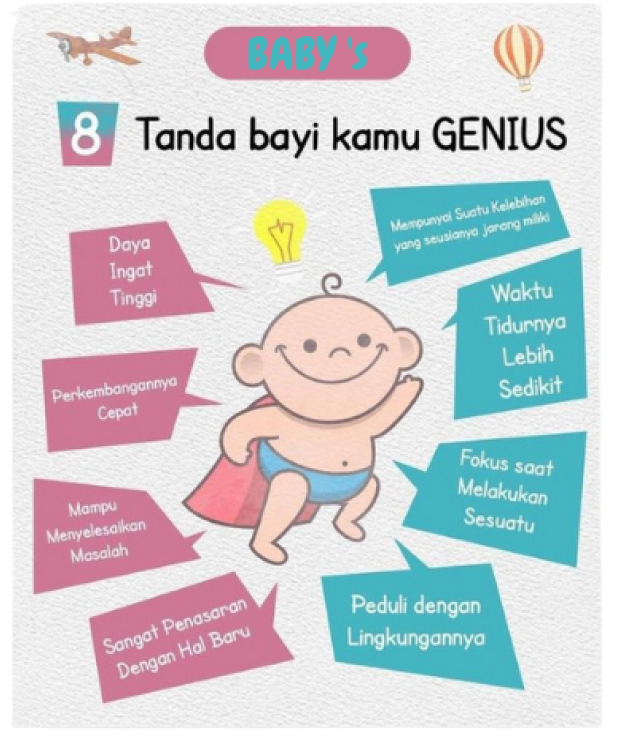 BABY 's
8 Tanda bayi kamu GENIUS
Daya
Ingat
Tinggi
Mempunyai Suatu Kelebihan
yang seusianya jarang miliki
Waktu
Tidurnya
Lebih
Sedikit
Perkembangannya
Cepat
Fokus saat
Melakukan
Sesuatu
Mampu
Menyelesaikan
Masalah
Sangat Penasaran
Dengan Hal Baru
Peduli dengan
Lingkungannya